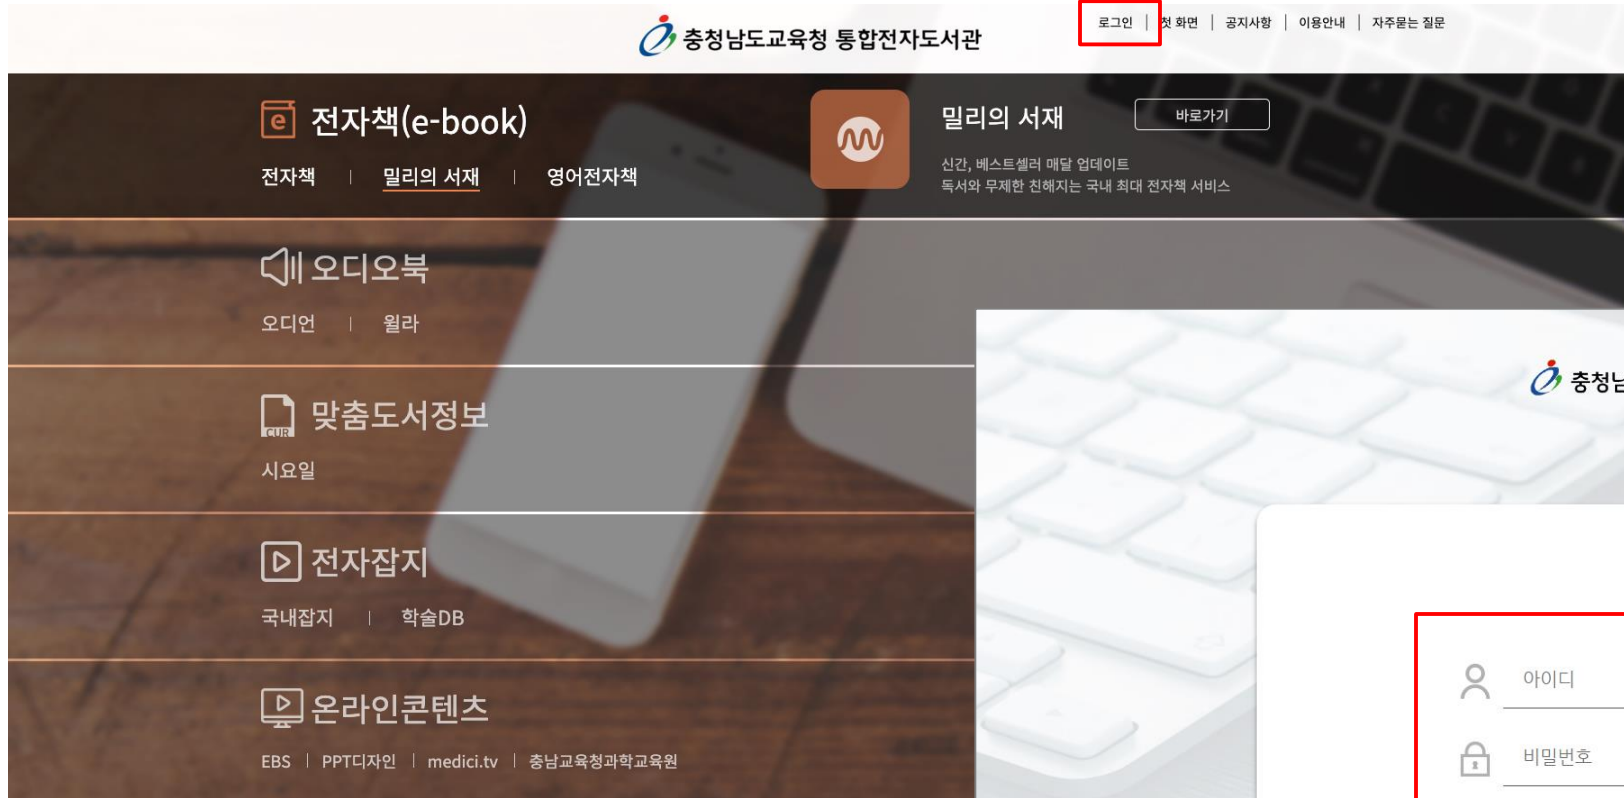 충청남도교육청 통합전자도서관
로그인 | 첫 화면 | 공지사항 | 이용안내 | 자주묻는 질문
e 전자책(e-book)
전자책 | 밀리의 서재 | 영어전자책
밀리의 서재
바로가기
신간, 베스트셀러 매달 업데이트
독서와 무제한 친해지는 국내 최대 전자책 서비스
오디오북
오디언 | 윌라
CUR 맞춤도서정보
시요일
전자잡지
국내잡지 | 학술DB
온라인콘텐츠
EBS | PPT디자인 | medici.tv | 충남교육청과학교육원
충청남
아이디
비밀번호